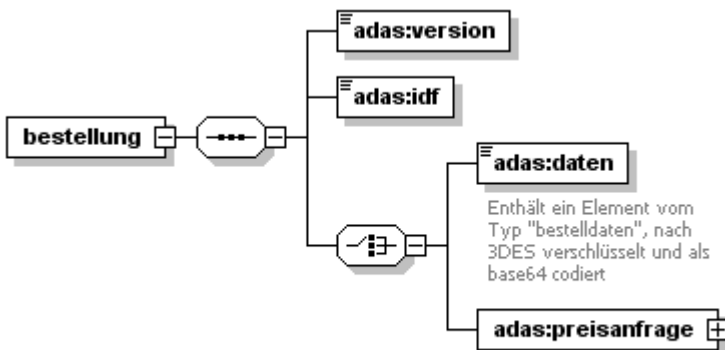 adas:version
adas:idf
bestellung
adas:daten
Enthält ein Element vom
Typ "bestelldaten", nach
3DES verschlüsselt und als
base64 codiert
adas:preisanfrage